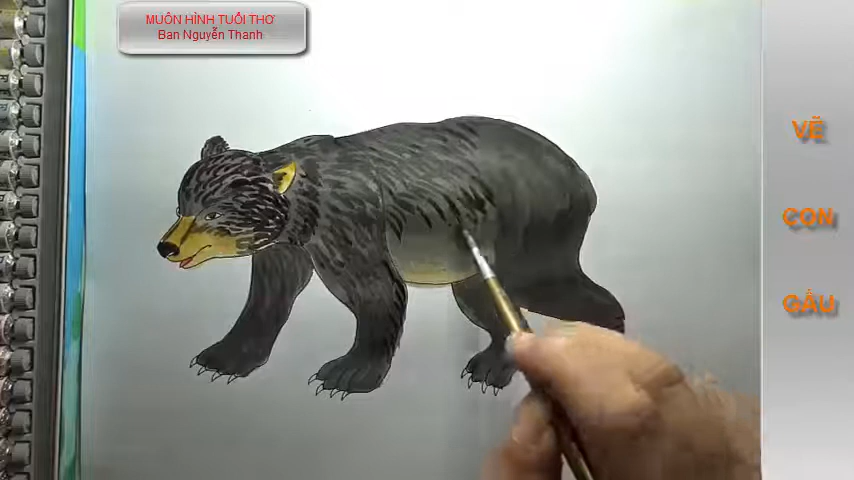 MUÔN HÌNH TUỔI THƠ
Ban Nguyễn Thanh
VẼ
CON
GẤU